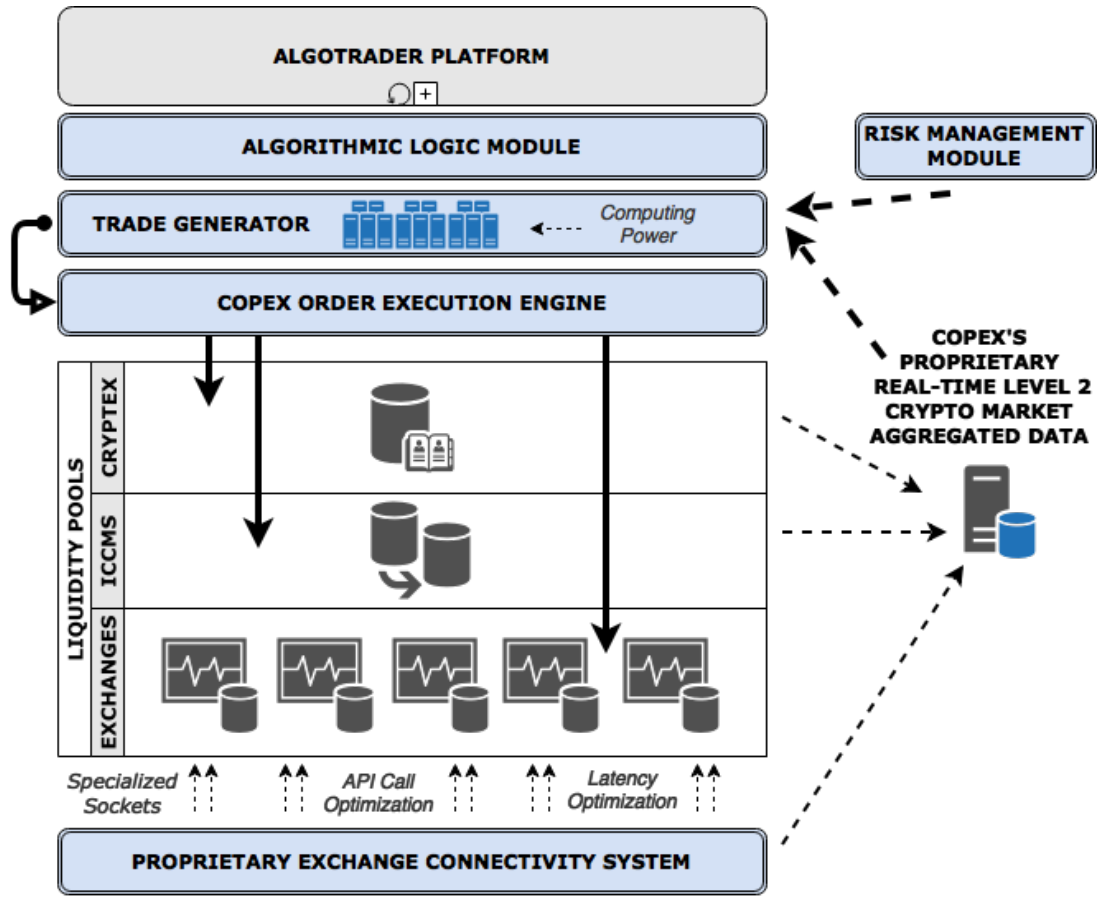 ALGOTRADER PLATFORM
+
ALGORITHMIC LOGIC MODULE
RISK MANAGEMENT
MODULE
TRADE GENERATOR
Computing
Power
COPEX ORDER EXECUTION ENGINE
COPEX'S
PROPRIETARY
REAL-TIME LEVEL 2
CRYPTO MARKET
AGGREGATED DATA
LIQUIDITY POOLS
CRYPTEX
ICCMS
EXCHANGES
Specialized
Sockets
API Call
Optimization
Latency
Optimization
PROPRIETARY EXCHANGE CONNECTIVITY SYSTEM